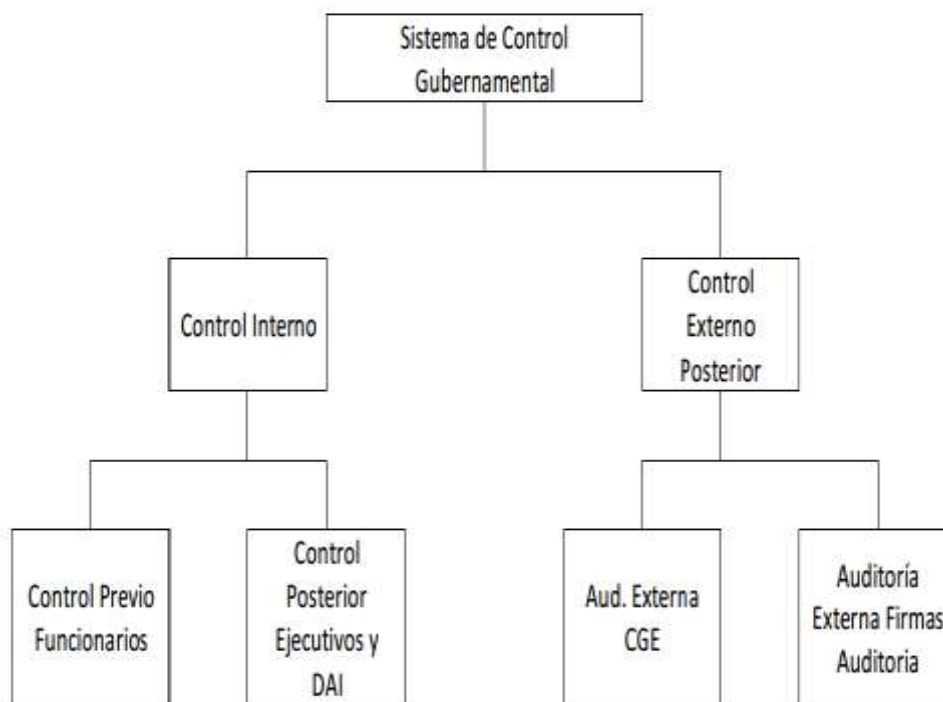 Sistema de Control
Gubernamental
Control Interno
Control
Externo
Posterior
Control Previo
Funcionarios
Control
Posterior
Ejecutivos y
DAI
Aud. Externa
CGE
Auditoría
Externa Firmas
Auditoria